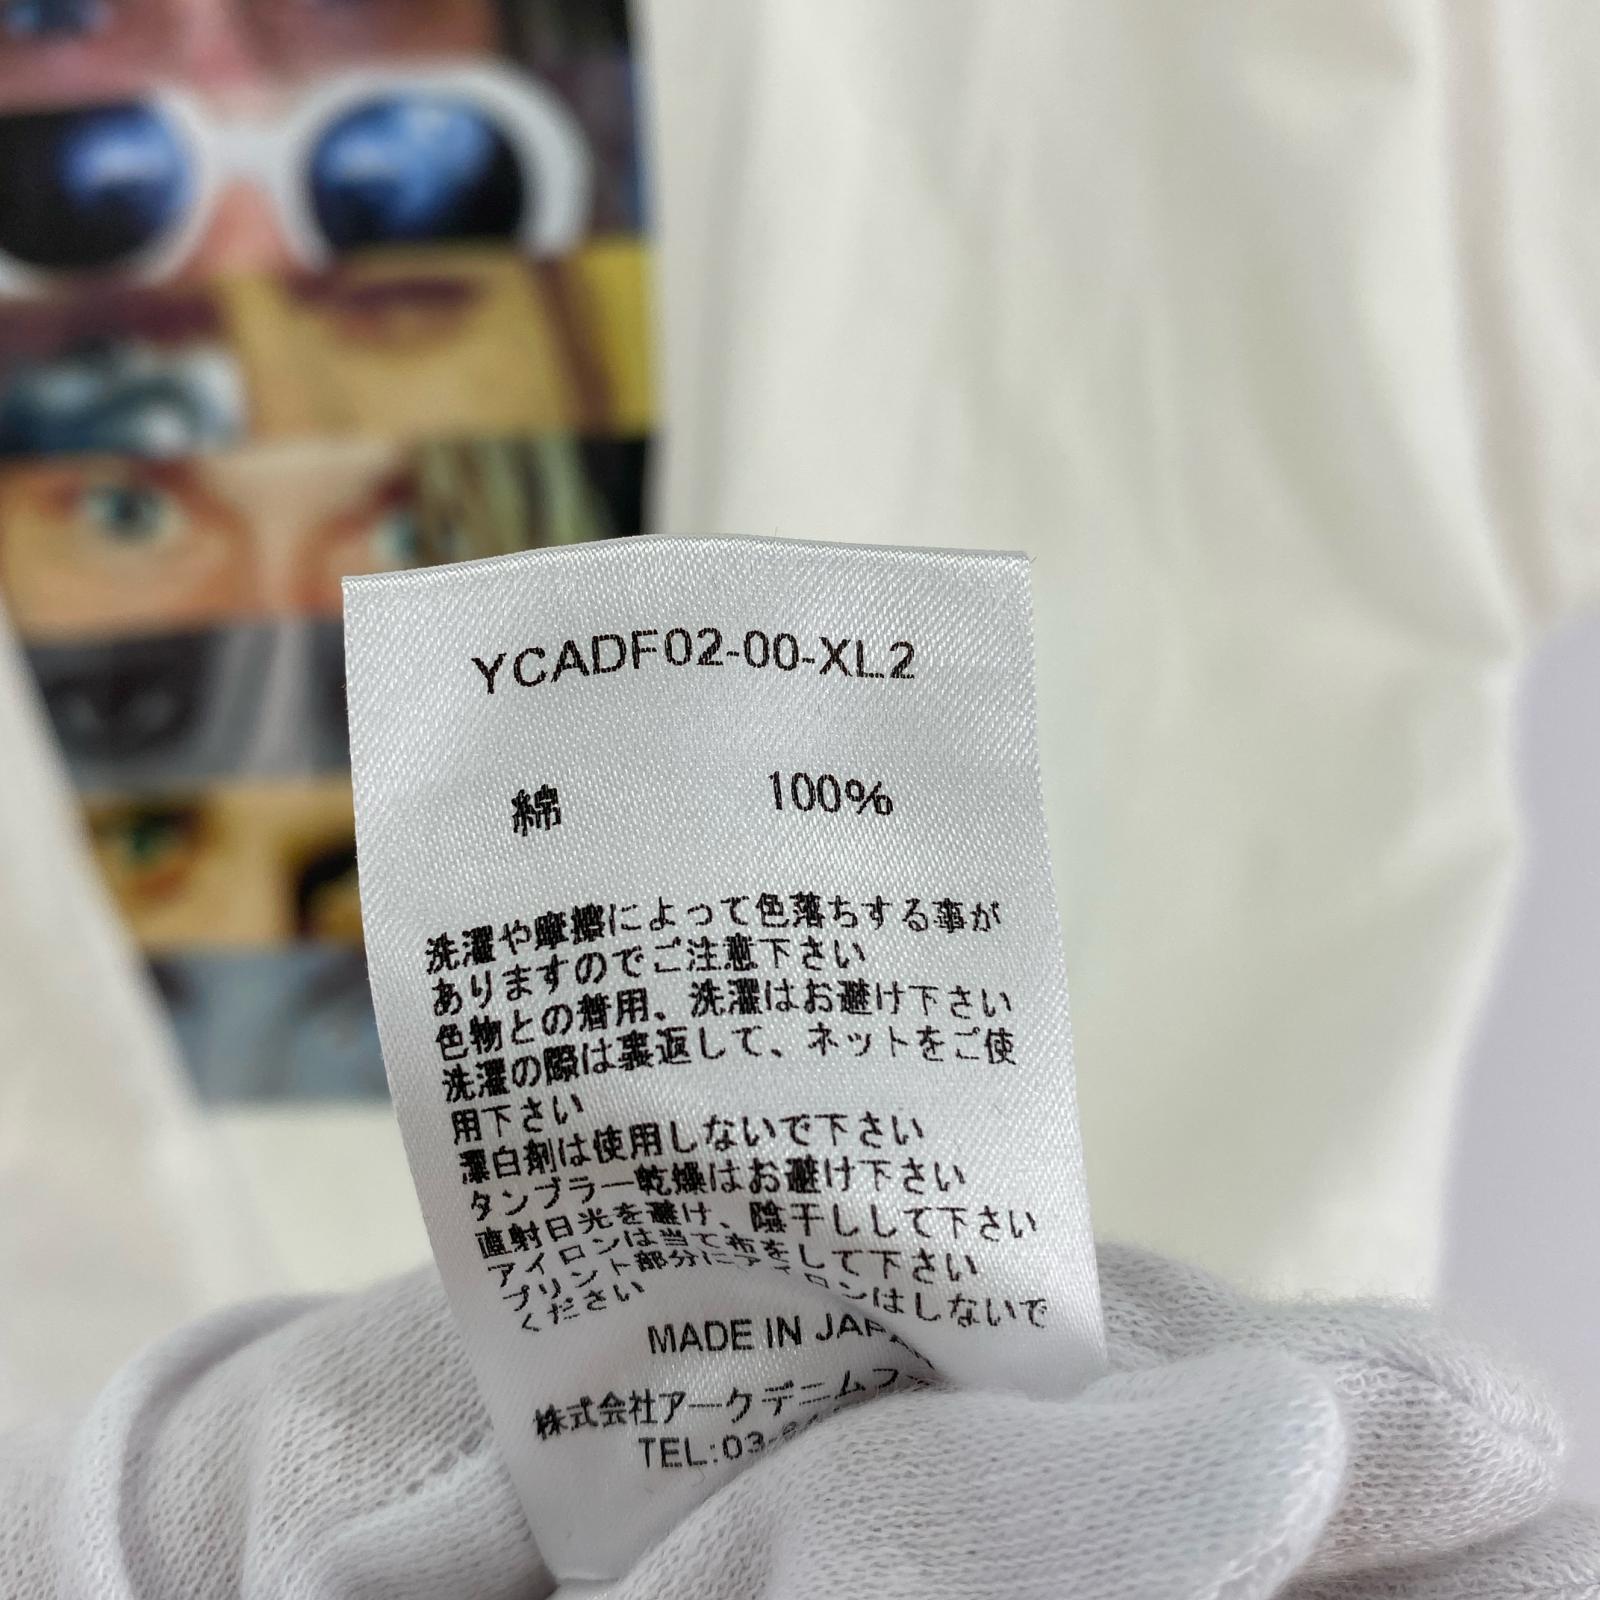 YCADF02-00-XL2
綿 100%
洗濯や摩擦によって色落ちする事が
ありますのでご注意下さい
色物との着用、洗濯はお避け下さい
洗濯の際は裏返して、ネットをご使
用下さい
漂白剤は使用しないで下さい
タンブラー乾燥はお避け下さい
直射日光を避け、陰干しして下さい
アイロンは当て布をして下さい
プリント部分にアイロンはしないで
ください
MADE IN
株式会社アークデニム
TEL:03-